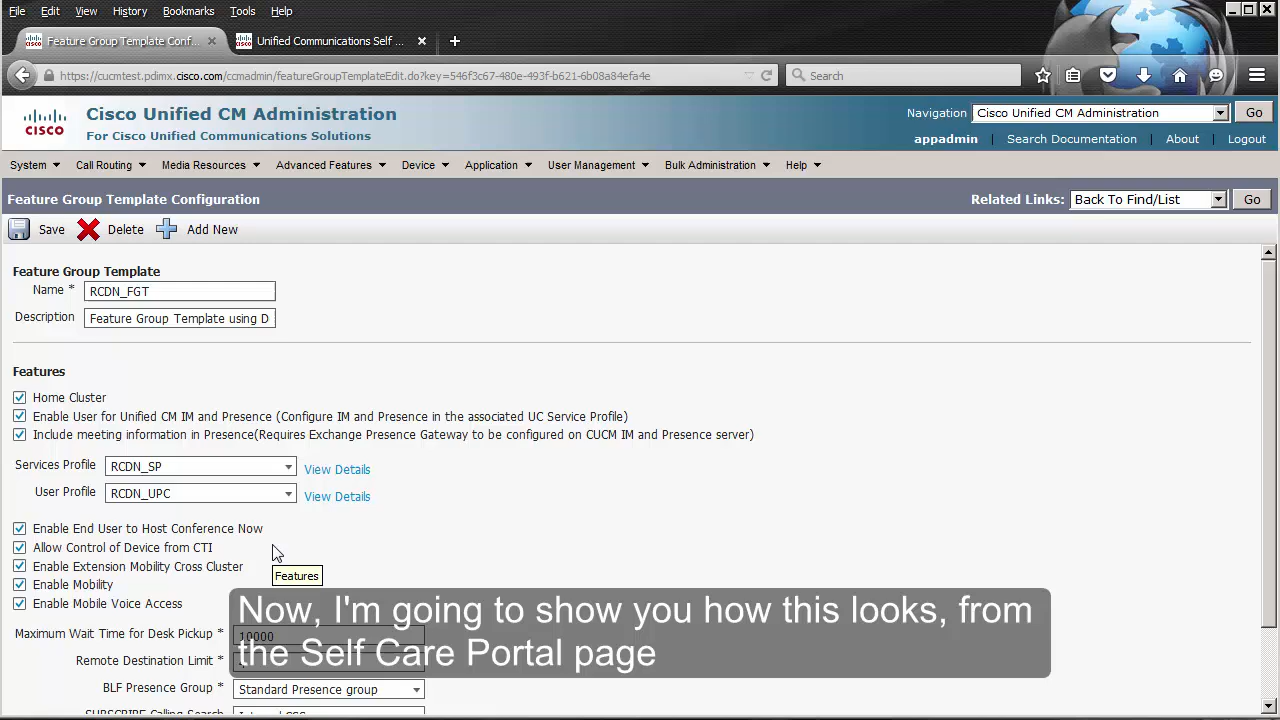 File Edit View History Bookmarks Tools Help
Feature Group Template Conf... Unified Communications Self ...
https://cucmtest.pdimx.cisco.com/ccmadmin/featureGroupTemplateEdit.do?key=546f3c67-480e-493f-b621-6b08a84efa4e Search
Cisco Unified CM Administration Navigation Cisco Unified CM Administration Go
CISCO For Cisco Unified Communications Solutions appadmin Search Documentation About Logout
System Call Routing Media Resources Advanced Features Device Application User Management Bulk Administration Help
Feature Group Template Configuration Related Links: Back To Find/List Go
Save Delete Add New
Feature Group Template
Name * RCDN_FGT
Description Feature Group Template using D
Features
Home Cluster
Enable User for Unified CM IM and Presence (Configure IM and Presence in the associated UC Service Profile)
Include meeting information in Presence(Requires Exchange Presence Gateway to be configured on CUCM IM and Presence server)
Services Profile RCDN_SP View Details
User Profile RCDN_UPC View Details
Enable End User to Host Conference Now
Allow Control of Device from CTI
Enable Extension Mobility Cross Cluster
Features
Enable Mobility
Enable Mobile Voice Access
Now, I'm going to show you how this looks, from
the Self Care Portal page
Maximum Wait Time for Desk Pickup * 10000
Remote Destination Limit *
BLF Presence Group * Standard Presence group